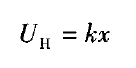 U_H = kx